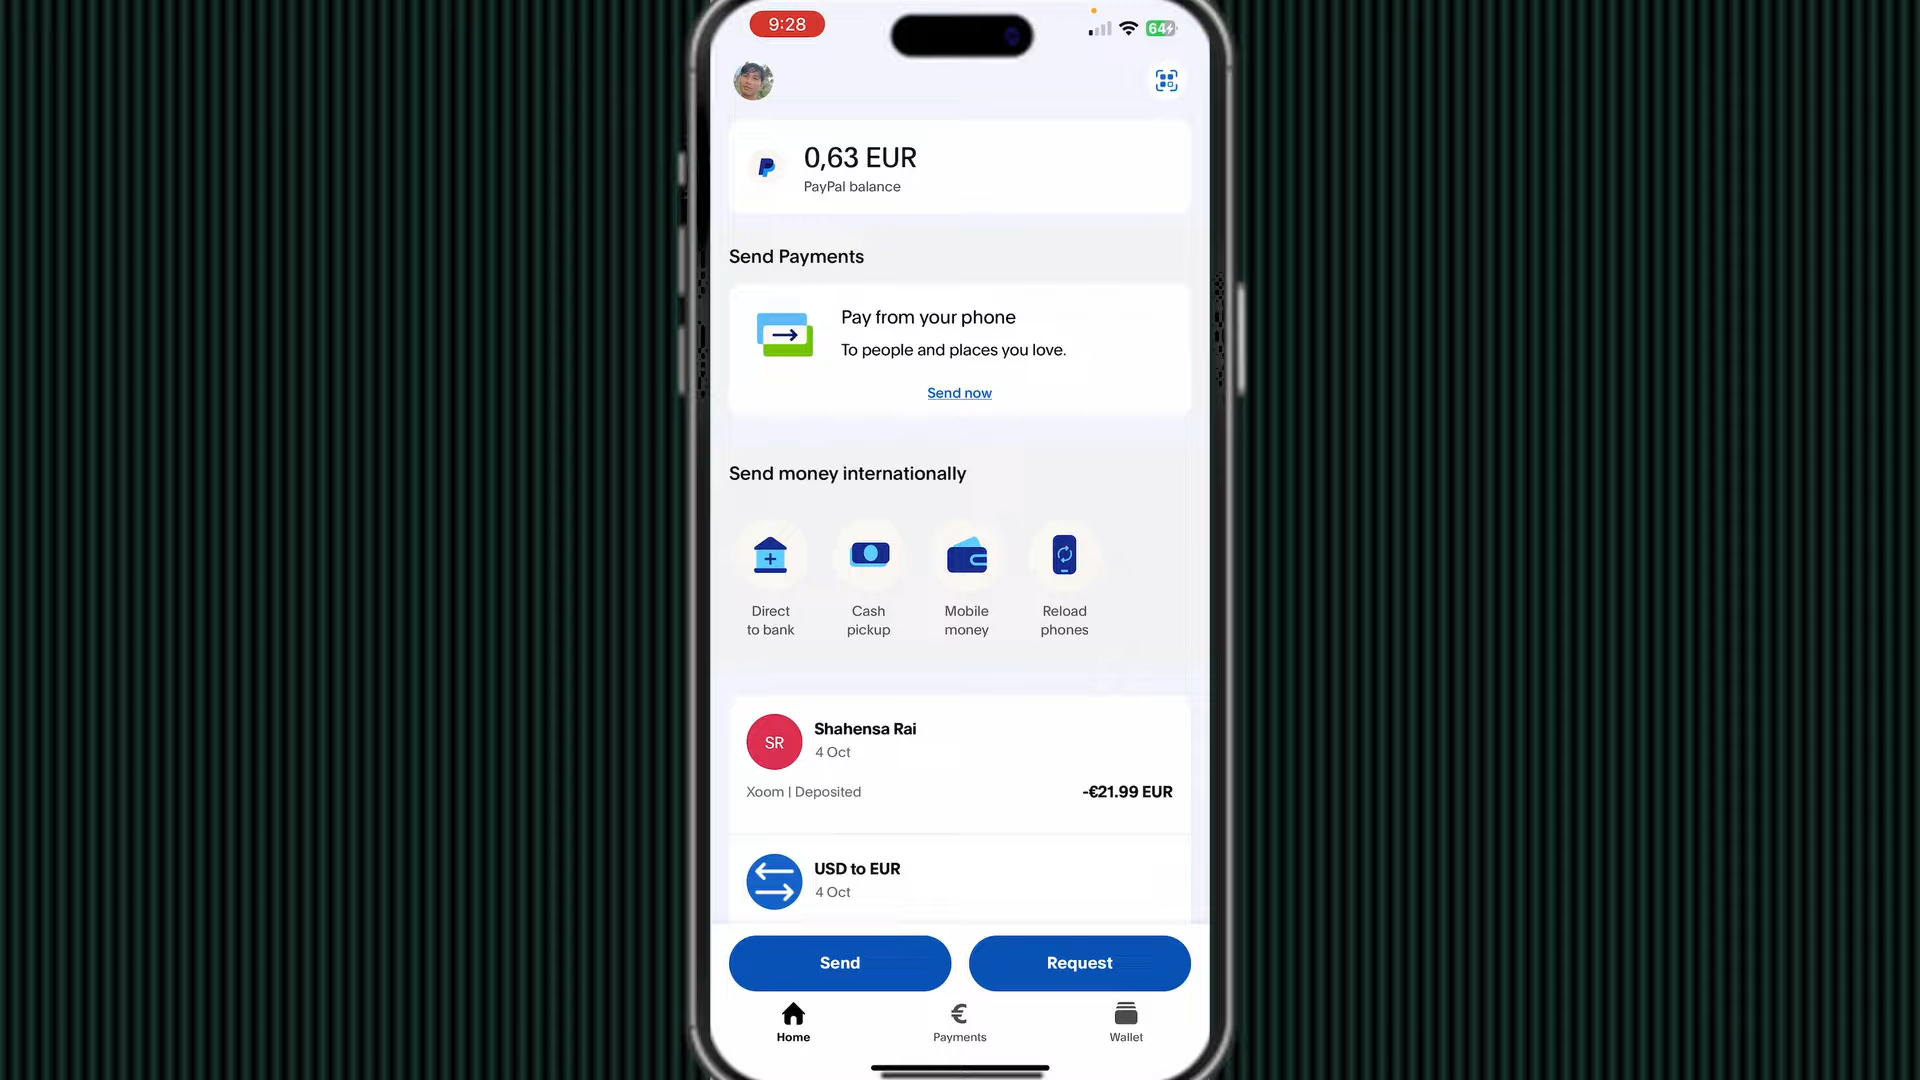 9:28
64
0,63 EUR
PayPal balance
Send Payments
Pay from your phone
To people and places you love.
Send now
Send money internationally
Direct
to bank
Cash
pickup
Mobile
money
Reload
phones
SR
Shahensa Rai
4 Oct
Xoom | Deposited
-€21.99 EUR
USD to EUR
4 Oct
Send
Request
Home
Payments
Wallet